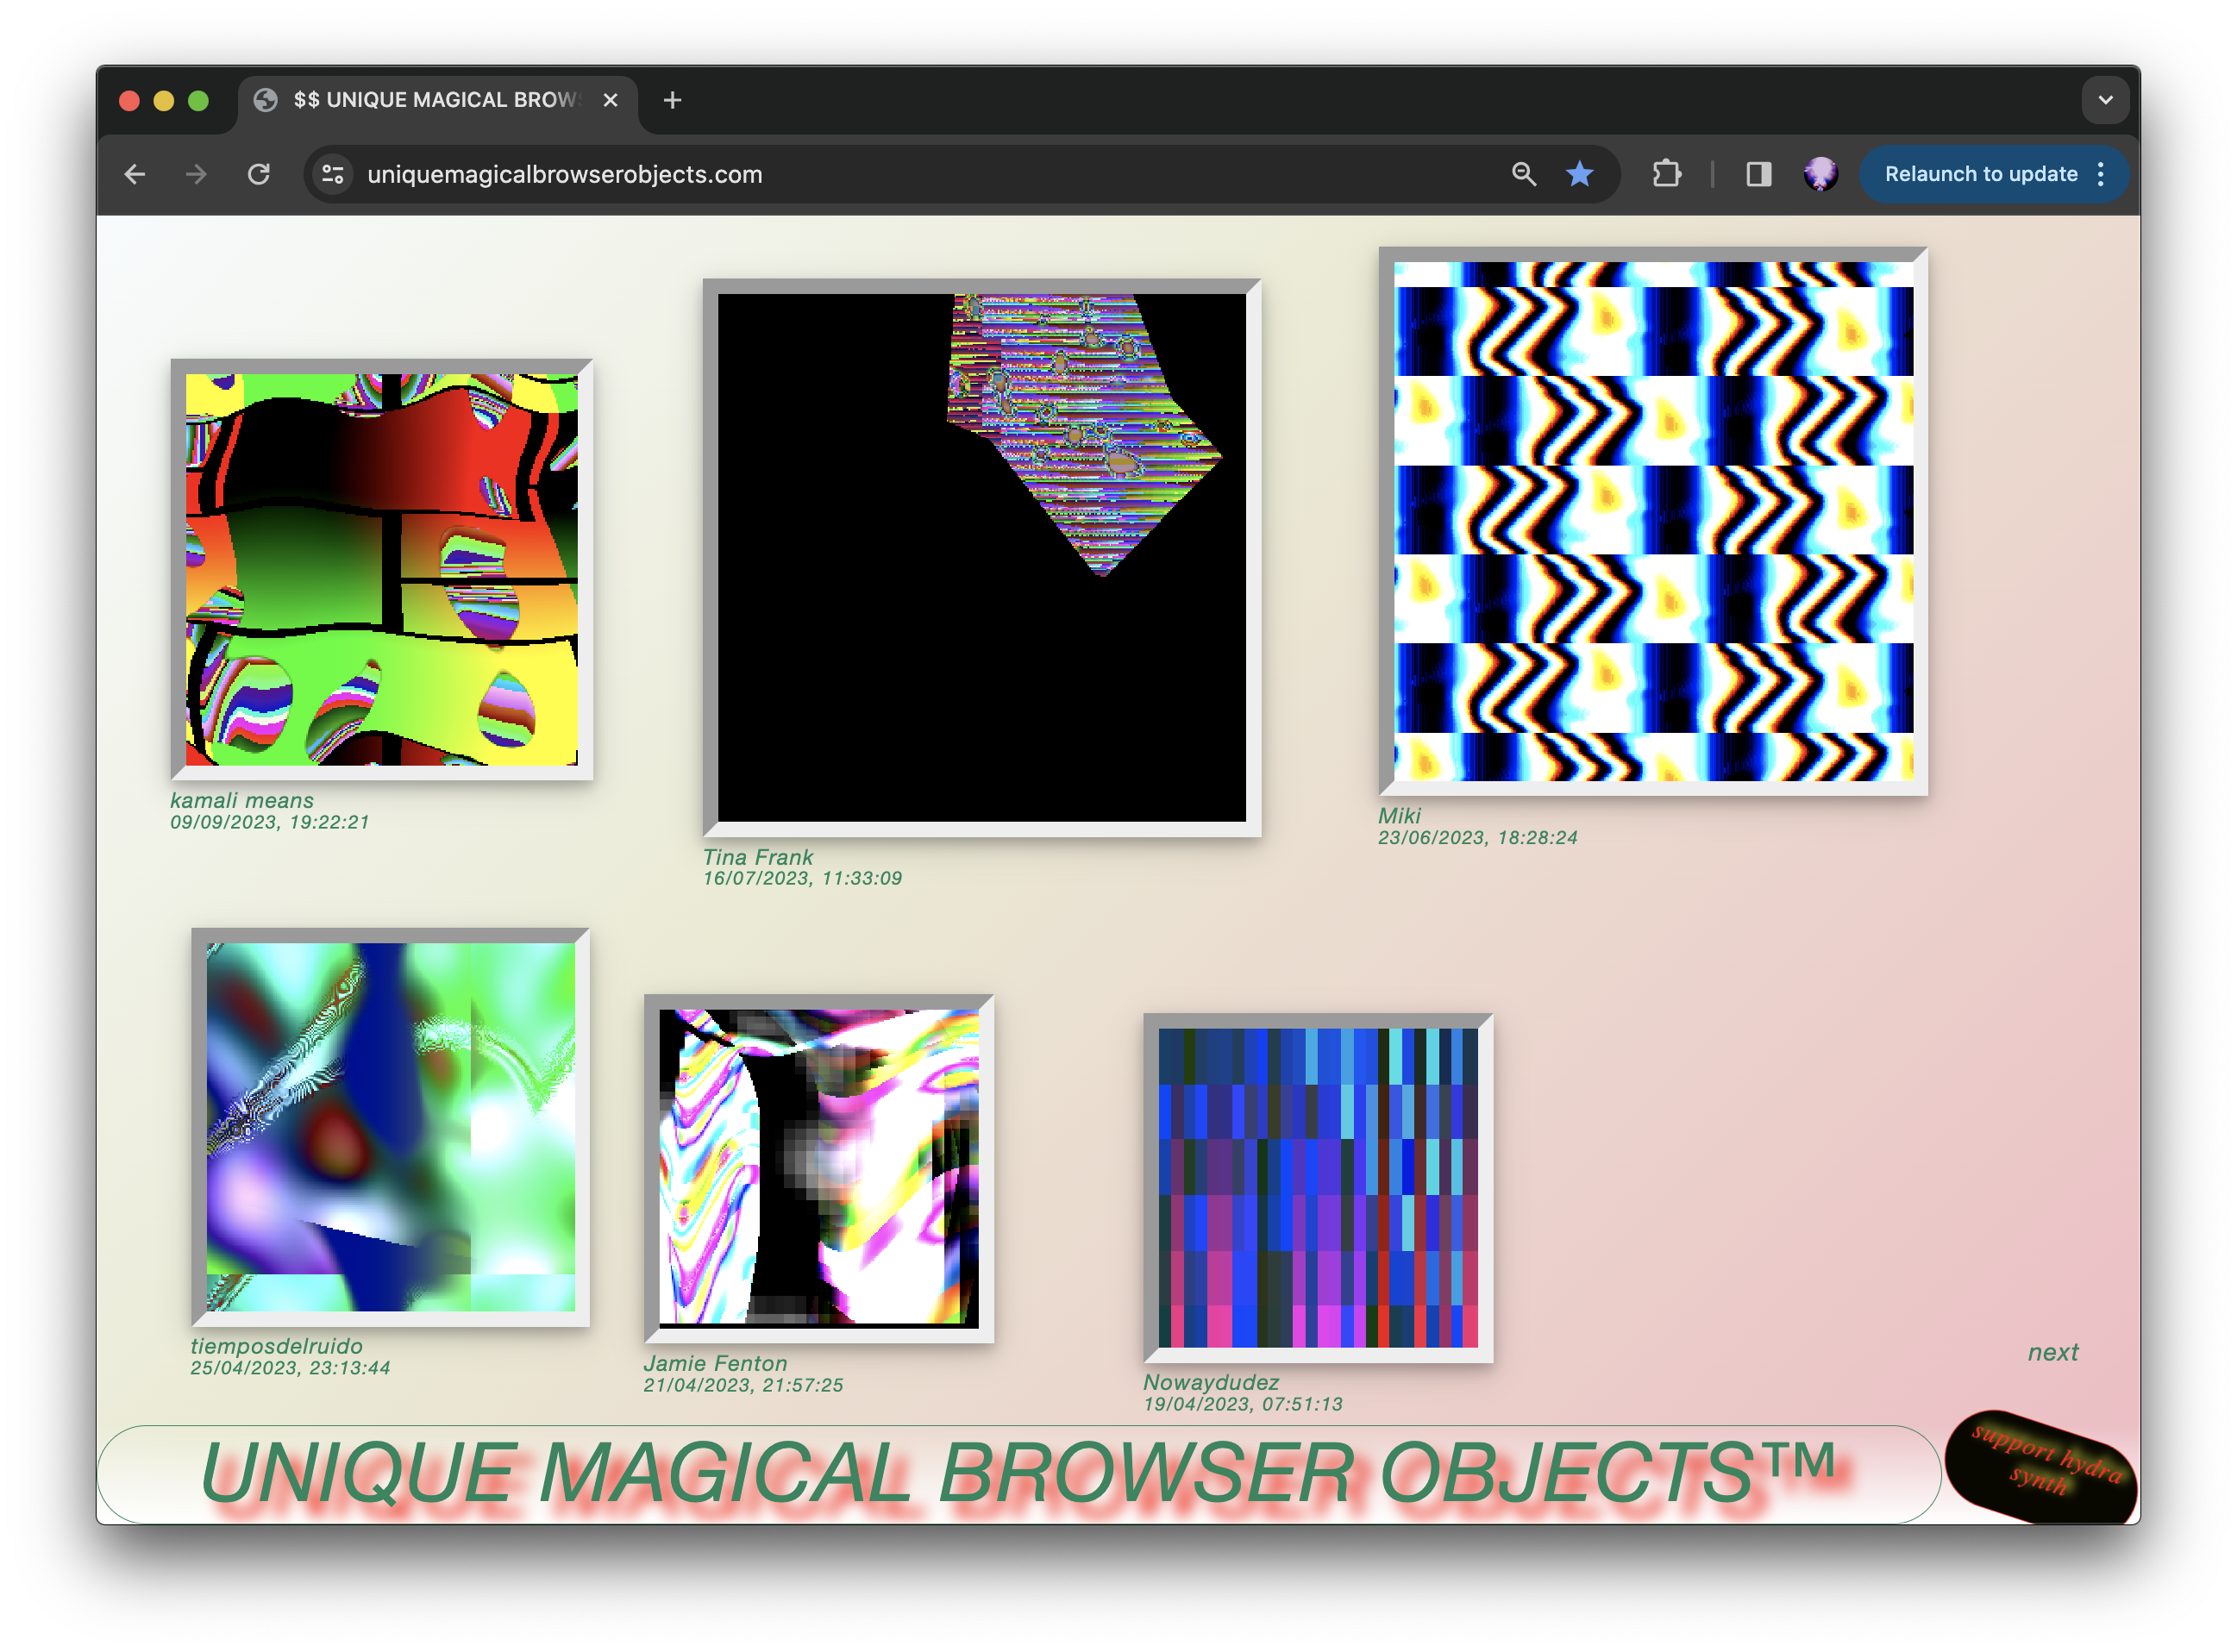 $$ UNIQUE MAGICAL BROWS
uniquemagicalbrowserobjects.com
Relaunch to update
kamali means
09/09/2023, 19:22:21
Tina Frank
16/07/2023, 11:33:09
Miki
23/06/2023, 18:28:24
tiemposdelruido
25/04/2023, 23:13:44
Jamie Fenton
21/04/2023, 21:57:25
Nowaydudez
19/04/2023, 07:51:13
next
UNIQUE MAGICAL BROWSER OBJECTS™
support hydra
synth